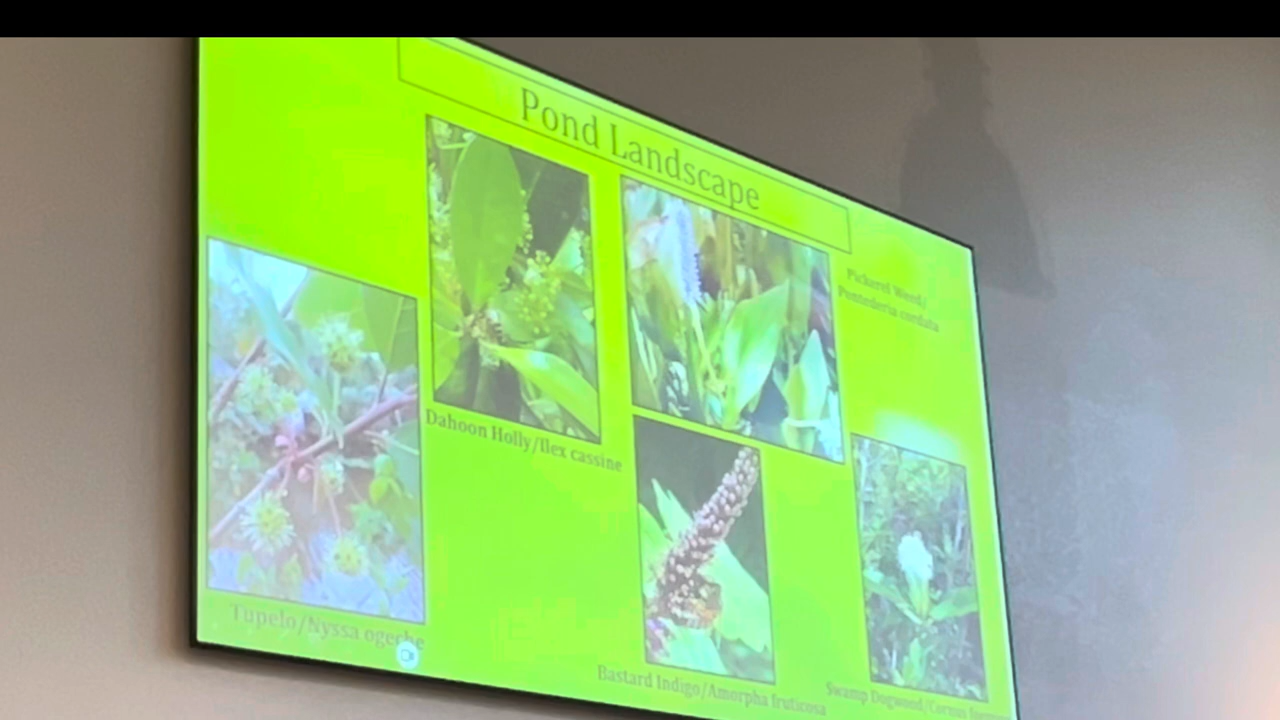 Pond Landscape
Pickerel Weed/
Pontederia cordata
Dahoon Holly/Ilex cassine
Tupelo/Nyssa ogeche
Bastard Indigo/Amorpha fruticosa
Swamp Dogwood/Cornus